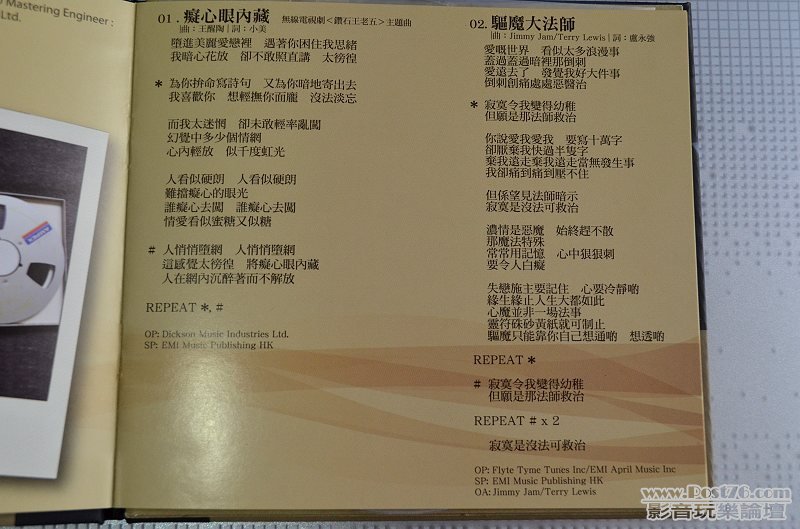 Mastering Engineer :
01 . 癡心眼內藏 無線電視劇<鑽石王老五>主題曲
曲：王醒陶 | 詞：小美
墮進美麗愛戀裡 遇著你困住我思緒
我暗心花放 卻不敢照直講 太徬徨
* 為你拚命寫詩句 又為你暗地寄出去
我喜歡你 想輕撫你面龐 沒法淡忘
而我太迷惘 卻未敢輕率亂闖
幻覺中多少個情網
心內輕放 似千度虹光
人看似硬朗 人看似硬朗
難擋癡心的眼光
誰癡心去闖 誰癡心去闖
情愛看似蜜糖又似糖
# 人悄悄墮網 人悄悄墮網
這感覺太徬徨 將癡心眼內藏
人在網內沉醉著而不解放
REPEAT *, #
OP: Dickson Music Industries Ltd.
SP: EMI Music Publishing HK
02. 驅魔大法師
曲：Jimmy Jam/Terry Lewis | 詞：盧永強
愛嘅世界 看似太多浪漫事
蓋過蓋過暗裡那倒刺
愛遠去了 發覺我好大件事
倒刺創痛處處惡醫治
* 寂寞令我變得幼稚
但願是那法師救治
你說愛我愛我 要寫十萬字
卻厭棄我快過半隻字
棄我遠走棄我遠走當無發生事
我卻痛到痛到壓不住
但係望見法師暗示
寂寞是沒法可救治
濃情是惡魔 始終趕不散
那魔法特殊
常常用記憶 心中狠狠刺
要令人白癡
失戀施主要記住 心要冷靜啲
緣生緣止人生大都如此
心魔並非一場法事
靈符硃砂黃紙就可制止
驅魔只能靠你自己想通啲 想透啲
REPEAT *
# 寂寞令我變得幼稚
但願是那法師救治
REPEAT # x 2
寂寞是沒法可救治
OP: Flyte Tyme Tunes Inc/EMI April Music Inc
SP: EMI Music Publishing HK
OA: Jimmy Jam/Terry Lewis
www.Post76.com
影音玩樂論壇